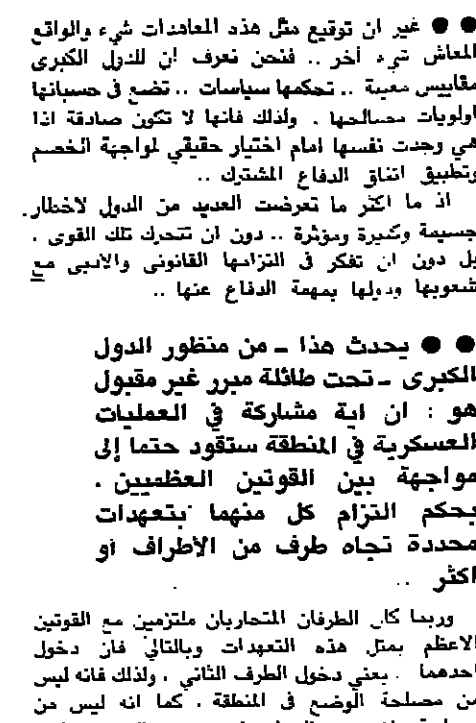 ● ● غير ان توقيع مثل هذه المعاهدات شيء والواقع
المعاش شيء آخر .. فنحن نعرف ان للدول الكبرى
مقاييس معينة .. تحكمها سياسات .. تضع في حسبانها
اولويات مصالحها . ولذلك فانها لا تكون صادقة اذا
هي وجدت نفسها امام اختيار حقيقي لمواجهة الخصم
وتطبيق اتفاق الدفاع المشترك ..
اذ ما اكثر ما تعرضت العديد من الدول لاخطار .
جسيمة وكبيرة ومؤثرة .. دون ان تتحرك تلك القوى .
بل دون ان تفكر في التزامها القانونى والادبى مع
شعوبها ودولها بمهمة الدفاع عنها ..
● ● يحدث هذا - من منظور الدول
الكبرى - تحت طائلة مبرر غير مقبول
هو : ان اية مشاركة في العمليات
العسكرية في المنطقة ستقود حتما إلى
مواجهة بين القوتين العظميين .
بحكم التزام كل منهما بتعهدات
محددة تجاه طرف من الأطراف أو
اكثر ..
وربما كان الطرفان المتحاربان ملتزمين مع القوتين
الاعظم بمثل هذه التعهدات وبالتالي فان دخول
احدهما . يعني دخول الطرف الثاني . ولذلك فانه ليس
من مصلحة الوضع في المنطقة . كما انه ليس من